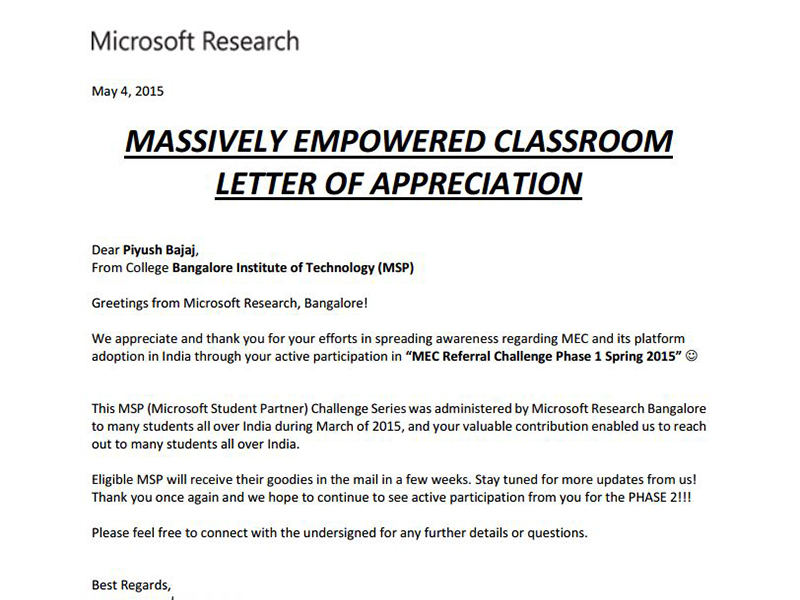 Microsoft Research
May 4, 2015
MASSIVELY EMPOWERED CLASSROOM
LETTER OF APPRECIATION
Dear Piyush Bajaj,
From College Bangalore Institute of Technology (MSP)
Greetings from Microsoft Research, Bangalore!
We appreciate and thank you for your efforts in spreading awareness regarding MEC and its platform
adoption in India through your active participation in “MEC Referral Challenge Phase 1 Spring 2015” ☺
This MSP (Microsoft Student Partner) Challenge Series was administered by Microsoft Research Bangalore
to many students all over India during March of 2015, and your valuable contribution enabled us to reach
out to many students all over India.
Eligible MSP will receive their goodies in the mail in a few weeks. Stay tuned for more updates from us!
Thank you once again and we hope to continue to see active participation from you for the PHASE 2!!!
Please feel free to connect with the undersigned for any further details or questions.
Best Regards,